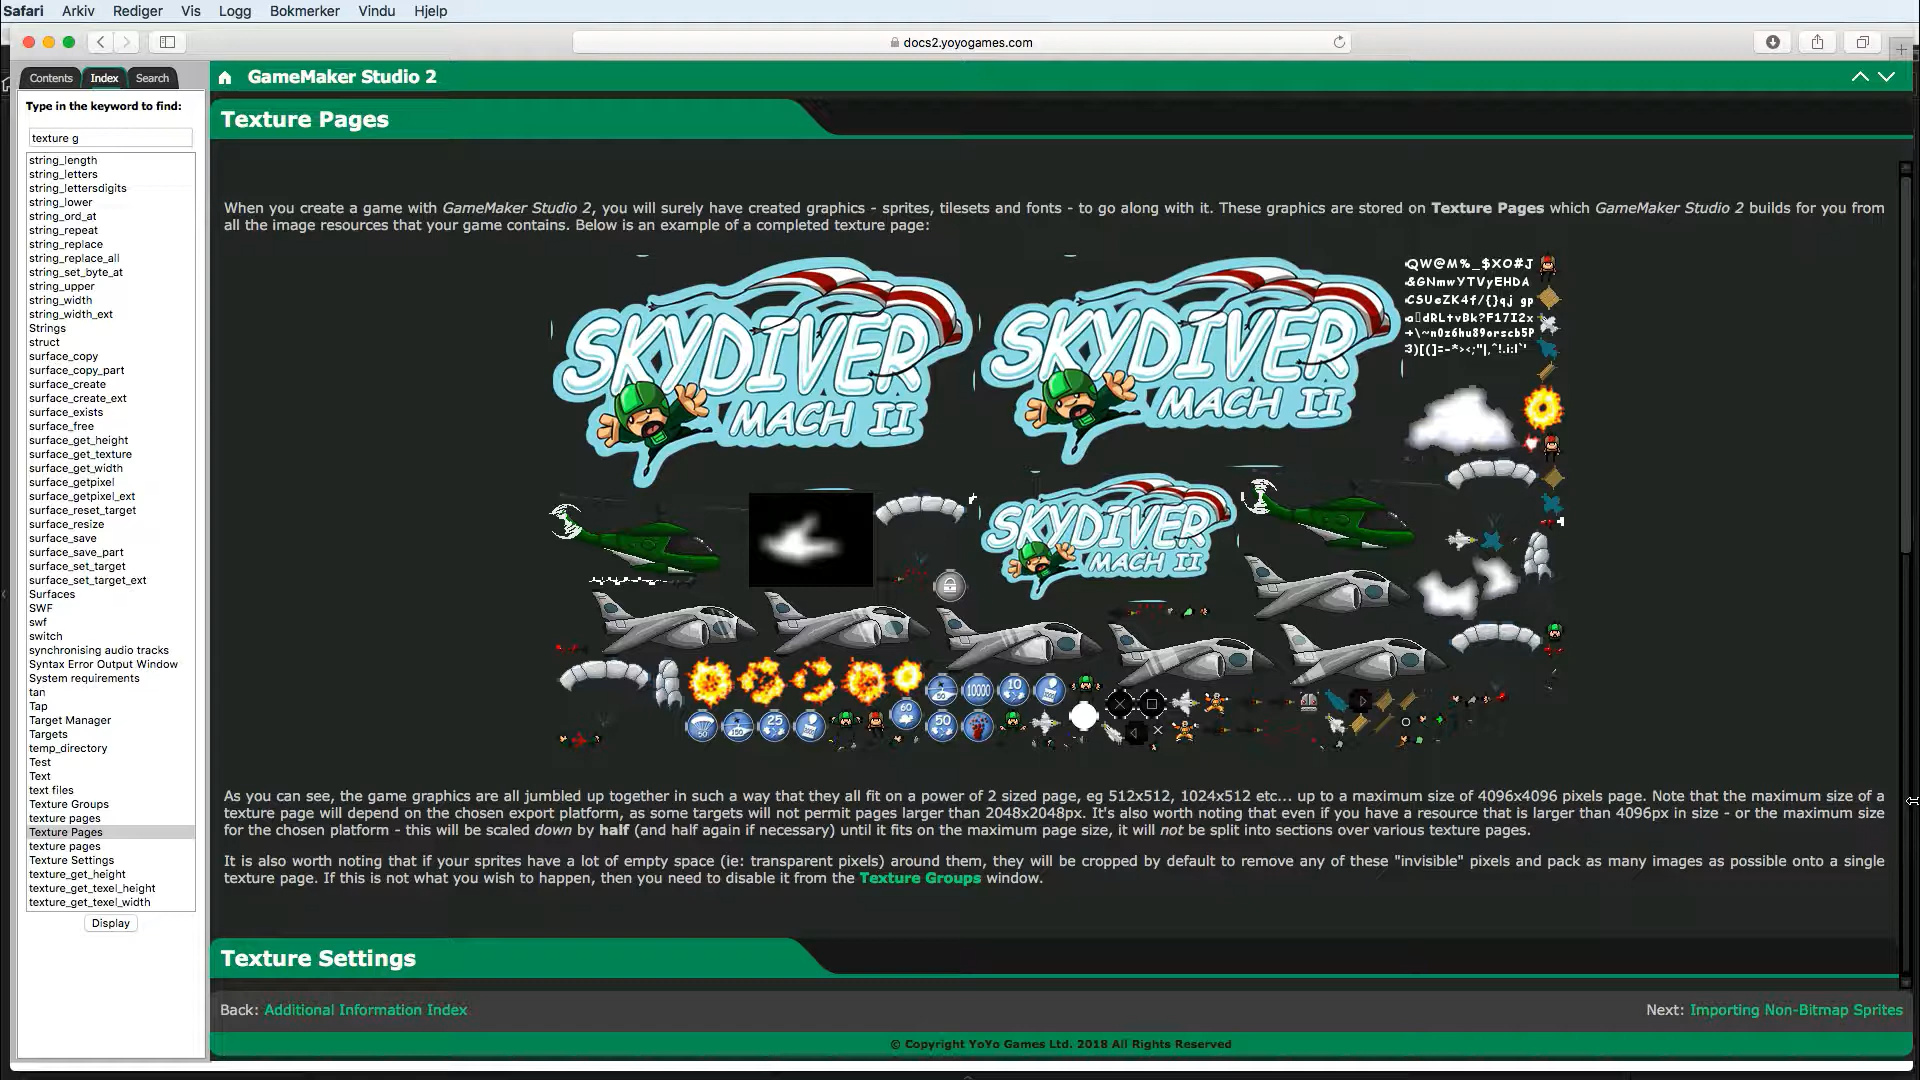 Safari Arkiv Rediger Vis Logg Bokmerker Vindu Hjelp
docs2.yoyogames.com
Contents Index Search
GameMaker Studio 2
Type in the keyword to find:
texture g
string_length
string_letters
string_lettersdigits
string_lower
string_ord_at
string_repeat
string_replace
string_replace_all
string_set_byte_at
string_upper
string_width
string_width_ext
Strings
struct
surface_copy
surface_copy_part
surface_create
surface_create_ext
surface_exists
surface_free
surface_get_height
surface_get_texture
surface_get_width
surface_getpixel
surface_getpixel_ext
surface_reset_target
surface_resize
surface_save
surface_save_part
surface_set_target
surface_set_target_ext
Surfaces
SWF
swf
switch
synchronising audio tracks
Syntax Error Output Window
System requirements
tan
Tap
Target Manager
Targets
temp_directory
Test
Text
text files
Texture Groups
texture pages
Texture Pages
texture pages
Texture Settings
texture_get_height
texture_get_texel_height
texture_get_texel_width
Display
Texture Pages
When you create a game with GameMaker Studio 2, you will surely have created graphics - sprites, tilesets and fonts - to go along with it. These graphics are stored on Texture Pages which GameMaker Studio 2 builds for you from
all the image resources that your game contains. Below is an example of a completed texture page:
SKYDIVER
MACH II
SKYDIVER
MACH II
QW@M%_$XO#J
&GNmwYTVyEHDA
CSUeZK4f/{}qj gp
SKYDIVER
MACH II
50 10000 10
150 25 60 50
As you can see, the game graphics are all jumbled up together in such a way that they all fit on a power of 2 sized page, eg 512x512, 1024x512 etc... up to a maximum size of 4096x4096 pixels page. Note that the maximum size of a
texture page will depend on the chosen export platform, as some targets will not permit pages larger than 2048x2048px. It's also worth noting that even if you have a resource that is larger than 4096px in size - or the maximum size
for the chosen platform - this will be scaled down by half (and half again if necessary) until it fits on the maximum page size, it will not be split into sections over various texture pages.
It is also worth noting that if your sprites have a lot of empty space (ie: transparent pixels) around them, they will be cropped by default to remove any of these "invisible" pixels and pack as many images as possible onto a single
texture page. If this is not what you wish to happen, then you need to disable it from the Texture Groups window.
Texture Settings
Back: Additional Information Index
Next: Importing Non-Bitmap Sprites
© Copyright YoYo Games Ltd. 2018 All Rights Reserved